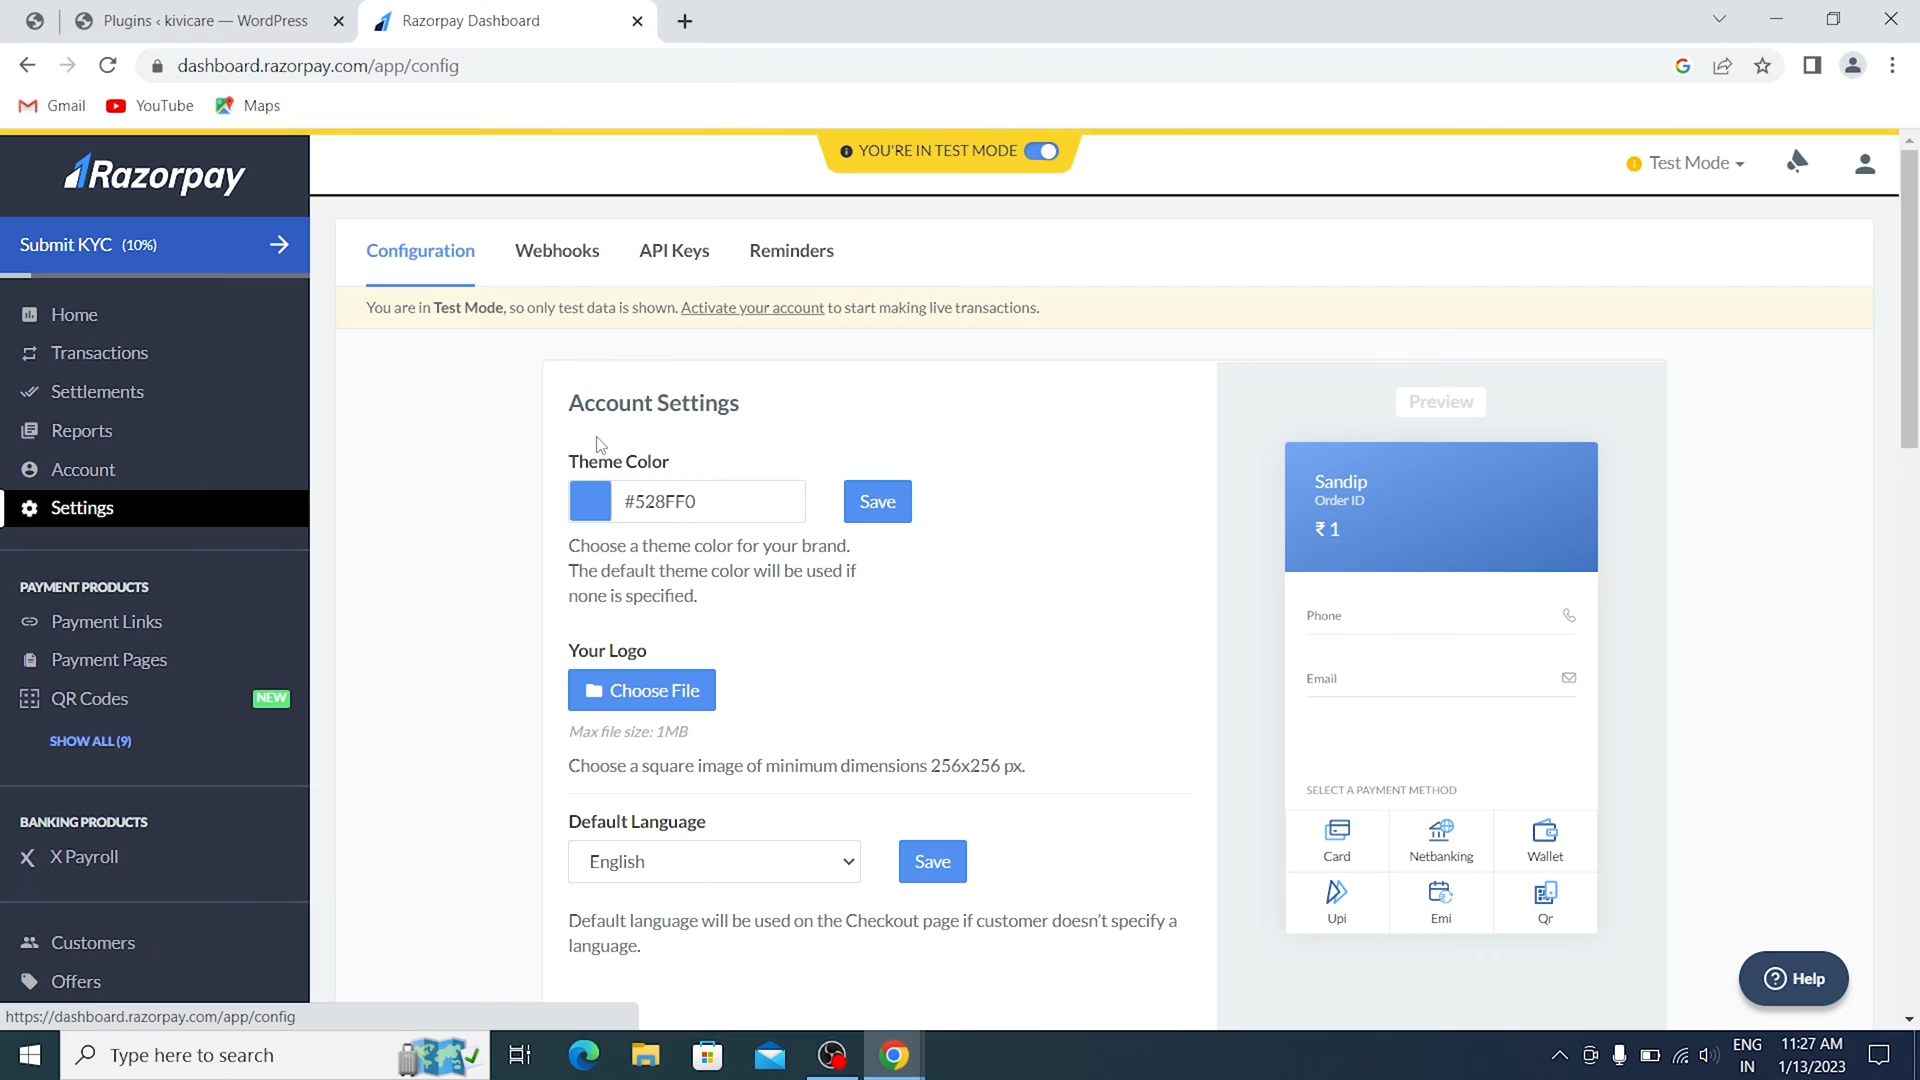 Plugins ‹ kivicare — WordPress
Razorpay Dashboard
dashboard.razorpay.com/app/config
Gmail
YouTube
Maps
Razorpay
YOU'RE IN TEST MODE
Test Mode
Submit KYC (10%)
Home
Transactions
Settlements
Reports
Account
Settings
PAYMENT PRODUCTS
Payment Links
Payment Pages
QR Codes
NEW
SHOW ALL (9)
BANKING PRODUCTS
X Payroll
Customers
Offers
https://dashboard.razorpay.com/app/config
Configuration
Webhooks
API Keys
Reminders
You are in Test Mode, so only test data is shown. Activate your account to start making live transactions.
Account Settings
Theme Color
#528FF0
Save
Choose a theme color for your brand.
The default theme color will be used if
none is specified.
Your Logo
Choose File
Max file size: 1MB
Choose a square image of minimum dimensions 256x256 px.
Default Language
English
Save
Default language will be used on the Checkout page if customer doesn't specify a
language.
Preview
Sandip
Order ID
₹ 1
Phone
Email
SELECT A PAYMENT METHOD
Card
Netbanking
Wallet
Upi
Emi
Qr
Help
Type here to search
ENG
IN
11:27 AM
1/13/2023